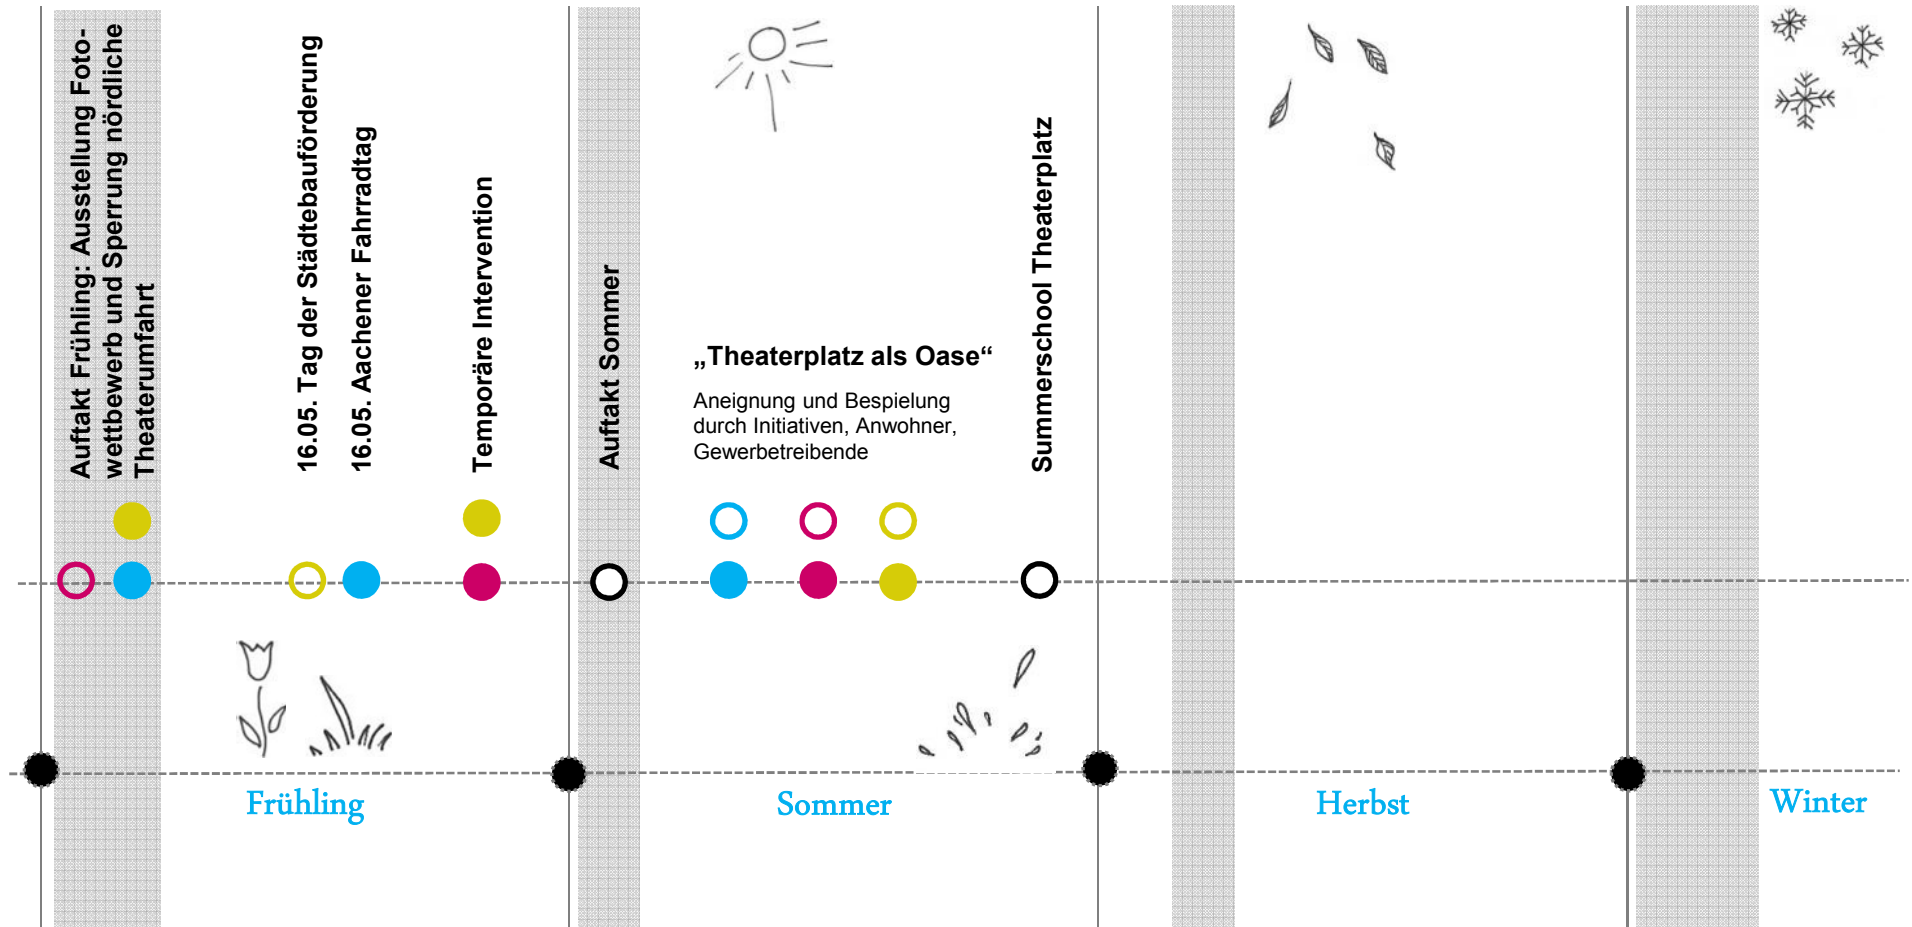 Auftakt Frühling: Ausstellung Foto-
wettbewerb und Sperrung nördliche
Theaterumfahrt
16.05. Tag der Städtebauförderung
16.05. Aachener Fahrradtag
Temporäre Intervention
Auftakt Sommer
„Theaterplatz als Oase“
Aneignung und Bespielung
durch Initiativen, Anwohner,
Gewerbetreibende
Summerschool Theaterplatz
Frühling
Sommer
Herbst
Winter